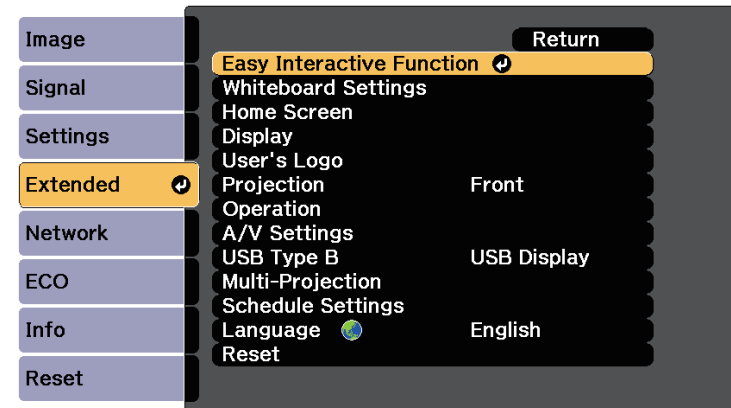 Image
Signal
Settings
Extended
Network
ECO
Info
Reset
Return
Easy Interactive Function
Whiteboard Settings
Home Screen
Display
User's Logo
Projection Front
Operation
A/V Settings
USB Type B USB Display
Multi-Projection
Schedule Settings
Language English
Reset